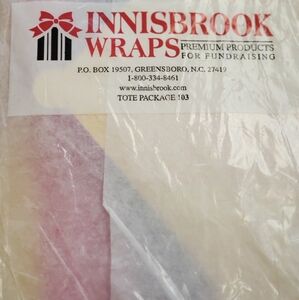 INNISBROOK
WRAPS
PREMIUM PRODUCTS
FOR FUNDRAISING
P.O. BOX 19507, GREENSBORO, N.C. 27419
1-800-334-8461
www.innisbrook.com
TOTE PACKAGE 103